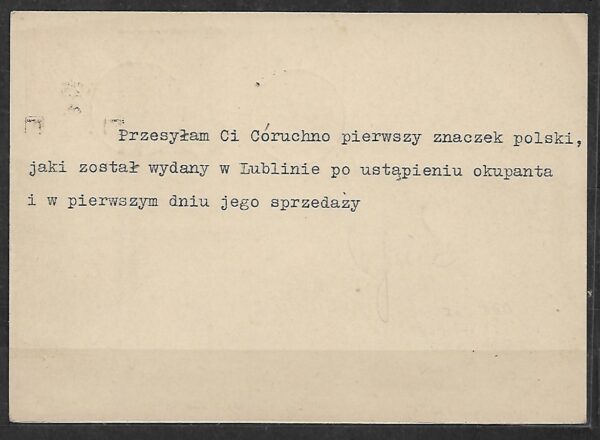 Przesyłam Ci Córuchno pierwszy znaczek polski,
jaki został wydany w Lublinie po ustąpieniu okupanta
i w pierwszym dniu jego sprzedaży